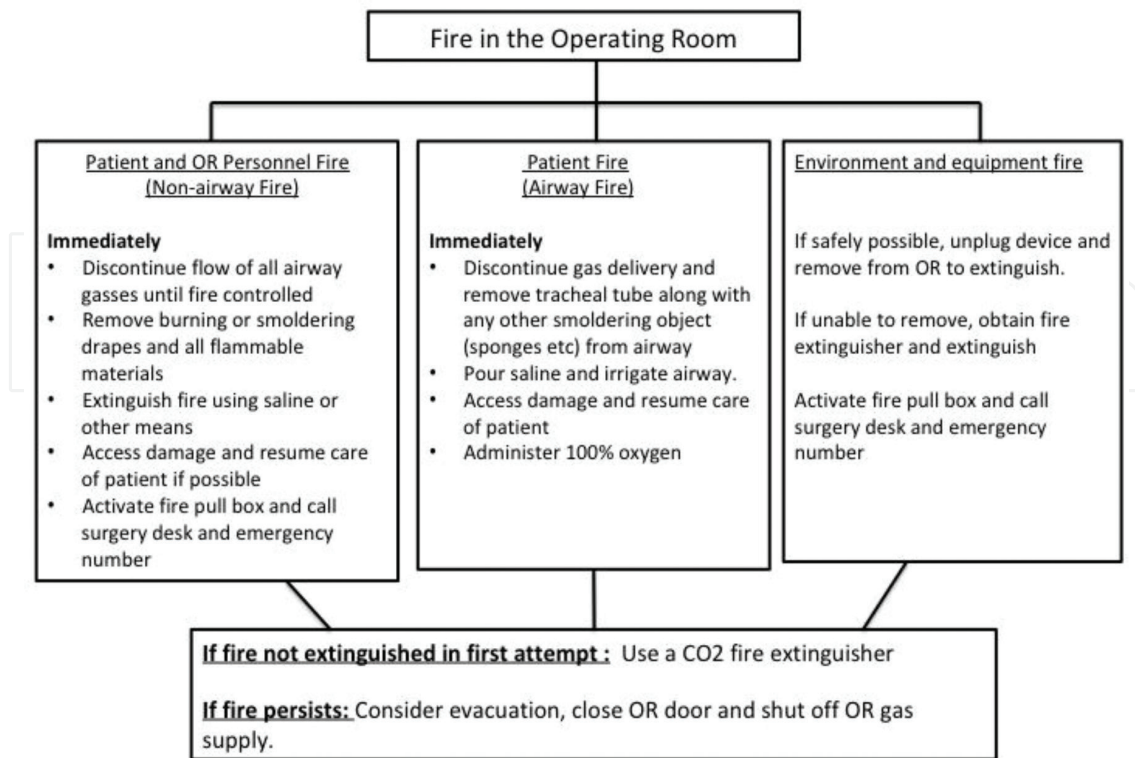 Fire in the Operating Room
Patient and OR Personnel Fire
(Non-airway Fire)
Immediately
• Discontinue flow of all airway
gasses until fire controlled
• Remove burning or smoldering
drapes and all flammable
materials
• Extinguish fire using saline or
other means
• Access damage and resume care
of patient if possible
• Activate fire pull box and call
surgery desk and emergency
number
Patient Fire
(Airway Fire)
Immediately
• Discontinue gas delivery and
remove tracheal tube along with
any other smoldering object
(sponges etc) from airway
• Pour saline and irrigate airway.
• Access damage and resume care
of patient
• Administer 100% oxygen
Environment and equipment fire
If safely possible, unplug device and
remove from OR to extinguish.
If unable to remove, obtain fire
extinguisher and extinguish
Activate fire pull box and call
surgery desk and emergency
number
If fire not extinguished in first attempt : Use a CO2 fire extinguisher
If fire persists: Consider evacuation, close OR door and shut off OR gas
supply.